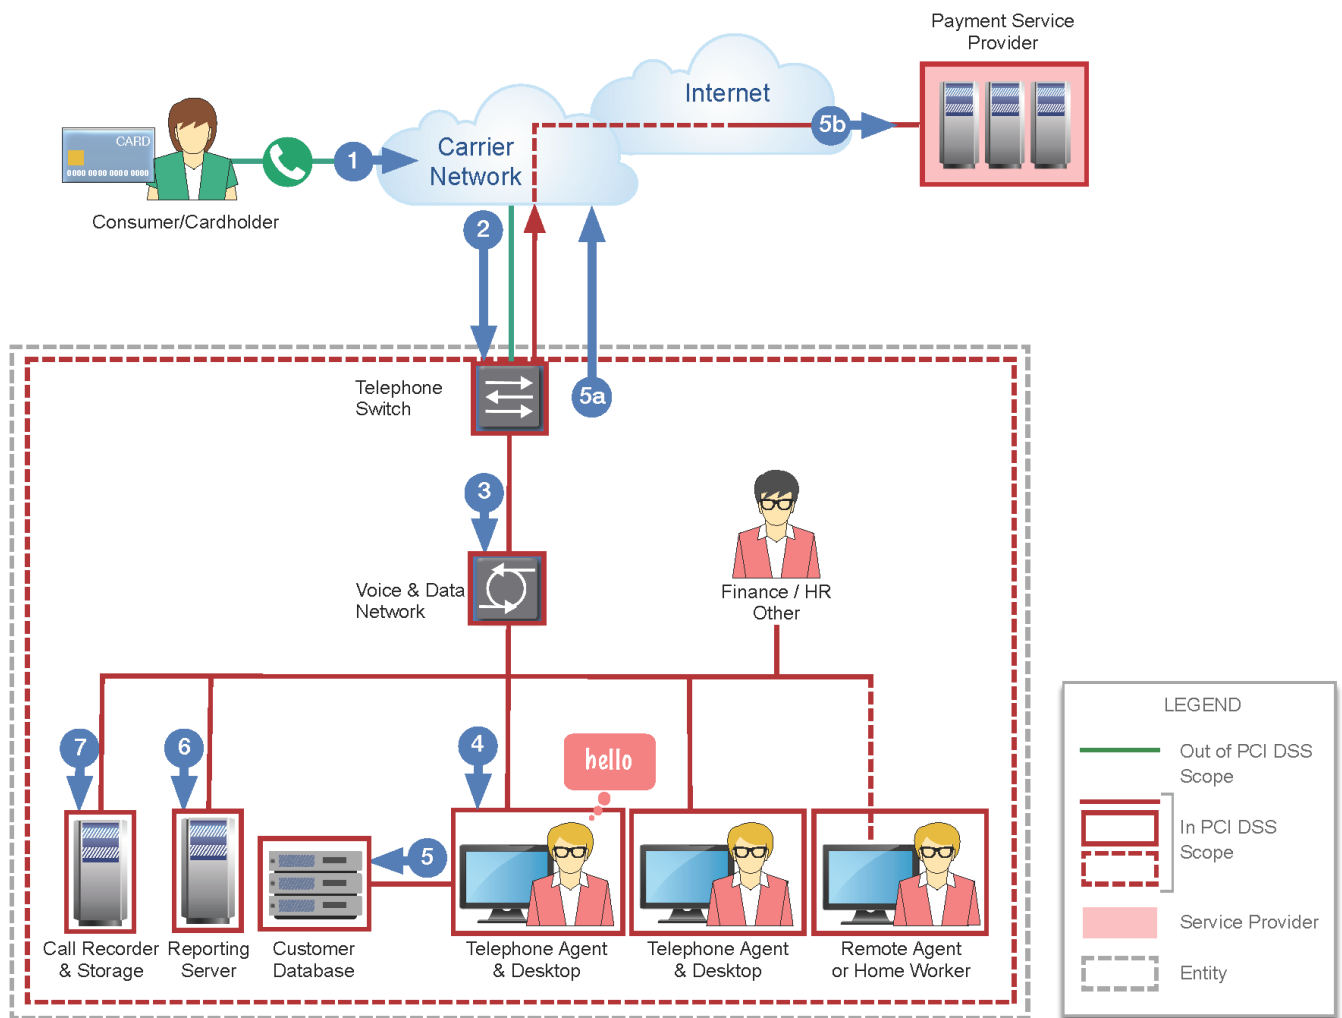 Payment Service
Provider
Internet
5b
CARD
0000 0000 0000 0000
1
Carrier
Network
Consumer/Cardholder
2
5a
Telephone
Switch
3
Voice & Data
Network
Finance / HR
Other
LEGEND
Out of PCI DSS
Scope
In PCI DSS
Scope
Service Provider
Entity
7
6
4
hello
5
Call Recorder
& Storage
Reporting
Server
Customer
Database
Telephone Agent
& Desktop
Telephone Agent
& Desktop
Remote Agent
or Home Worker